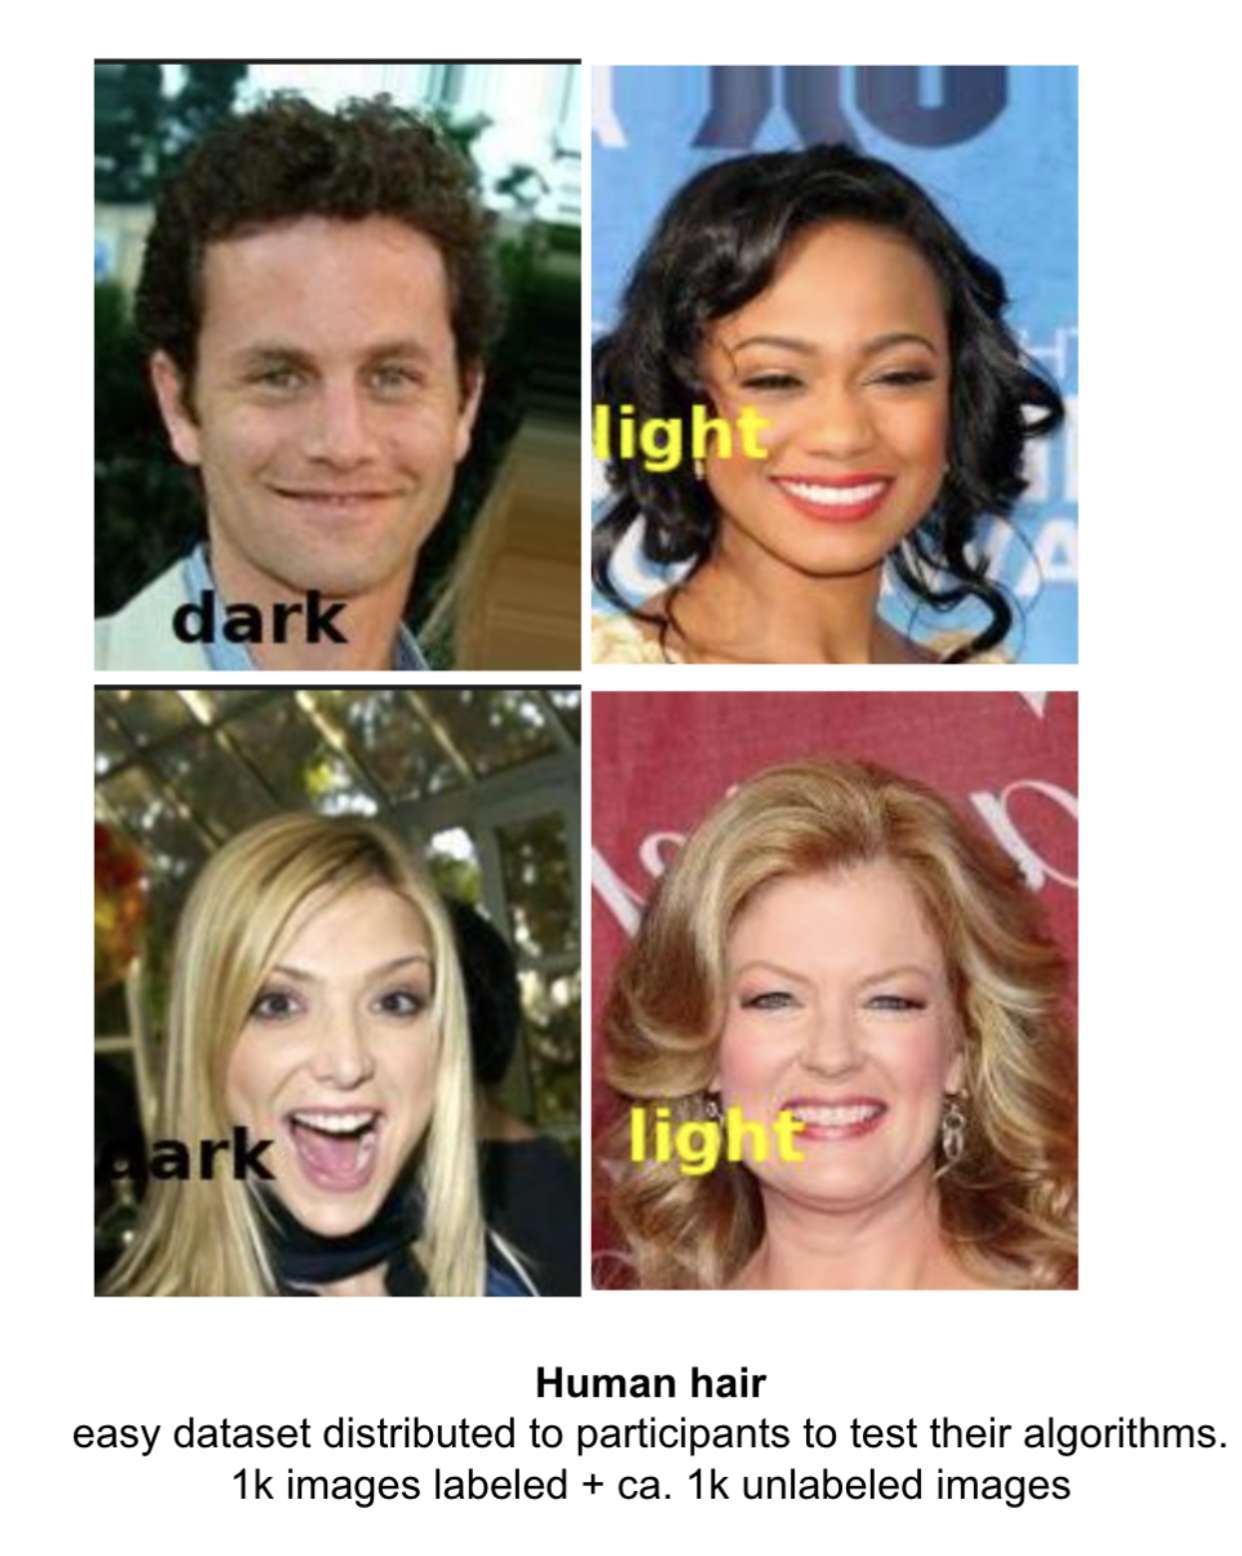 dark
light
dark
light
Human hair
easy dataset distributed to participants to test their algorithms.
1k images labeled + ca. 1k unlabeled images